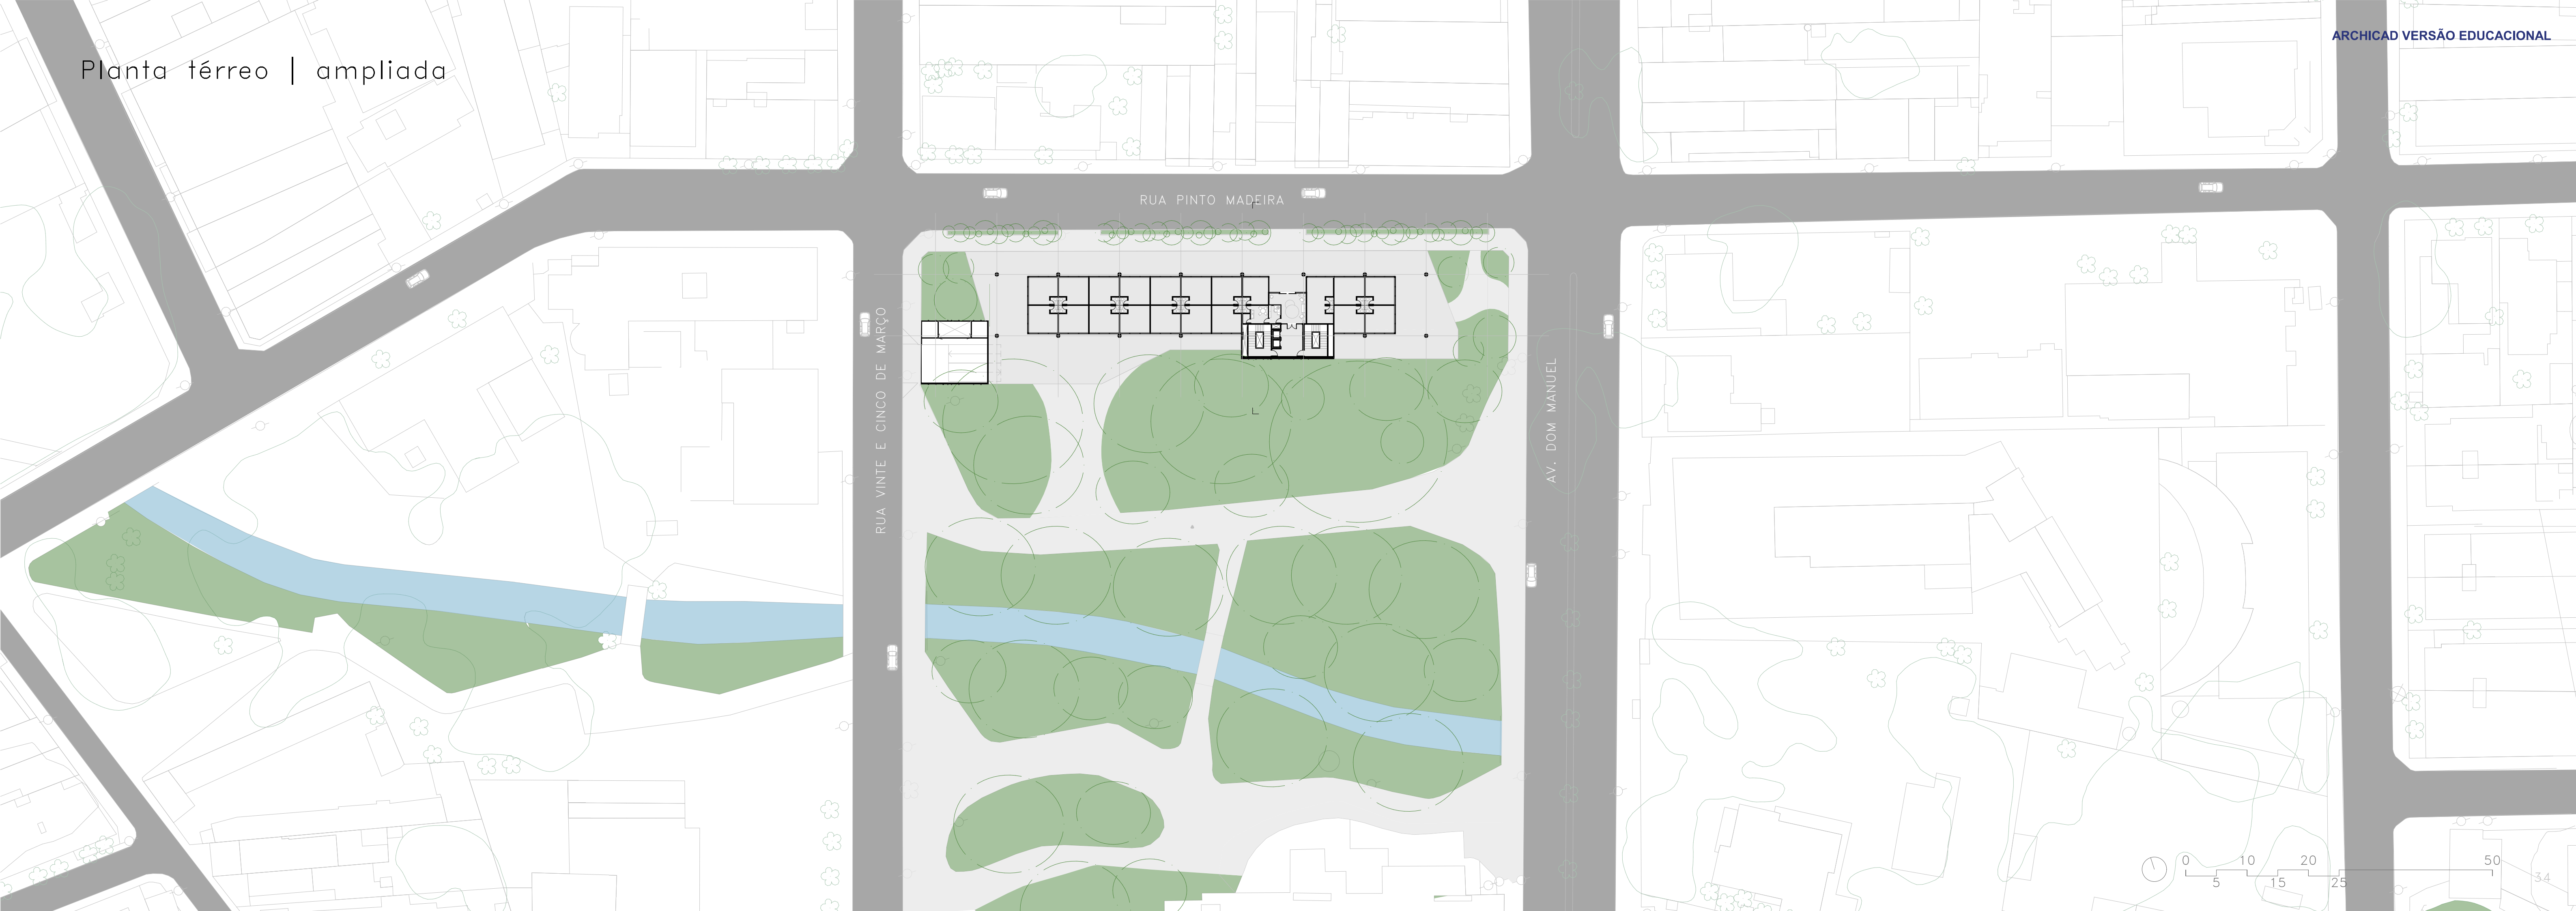 ARCHICAD VERSÃO EDUCACIONAL
Planta térreo | ampliada
RUA PINTO MADEIRA
RUA VINTE E CINCO DE MARÇO
AV. DOM MANUEL
0 10 20 50
5 15 25
34